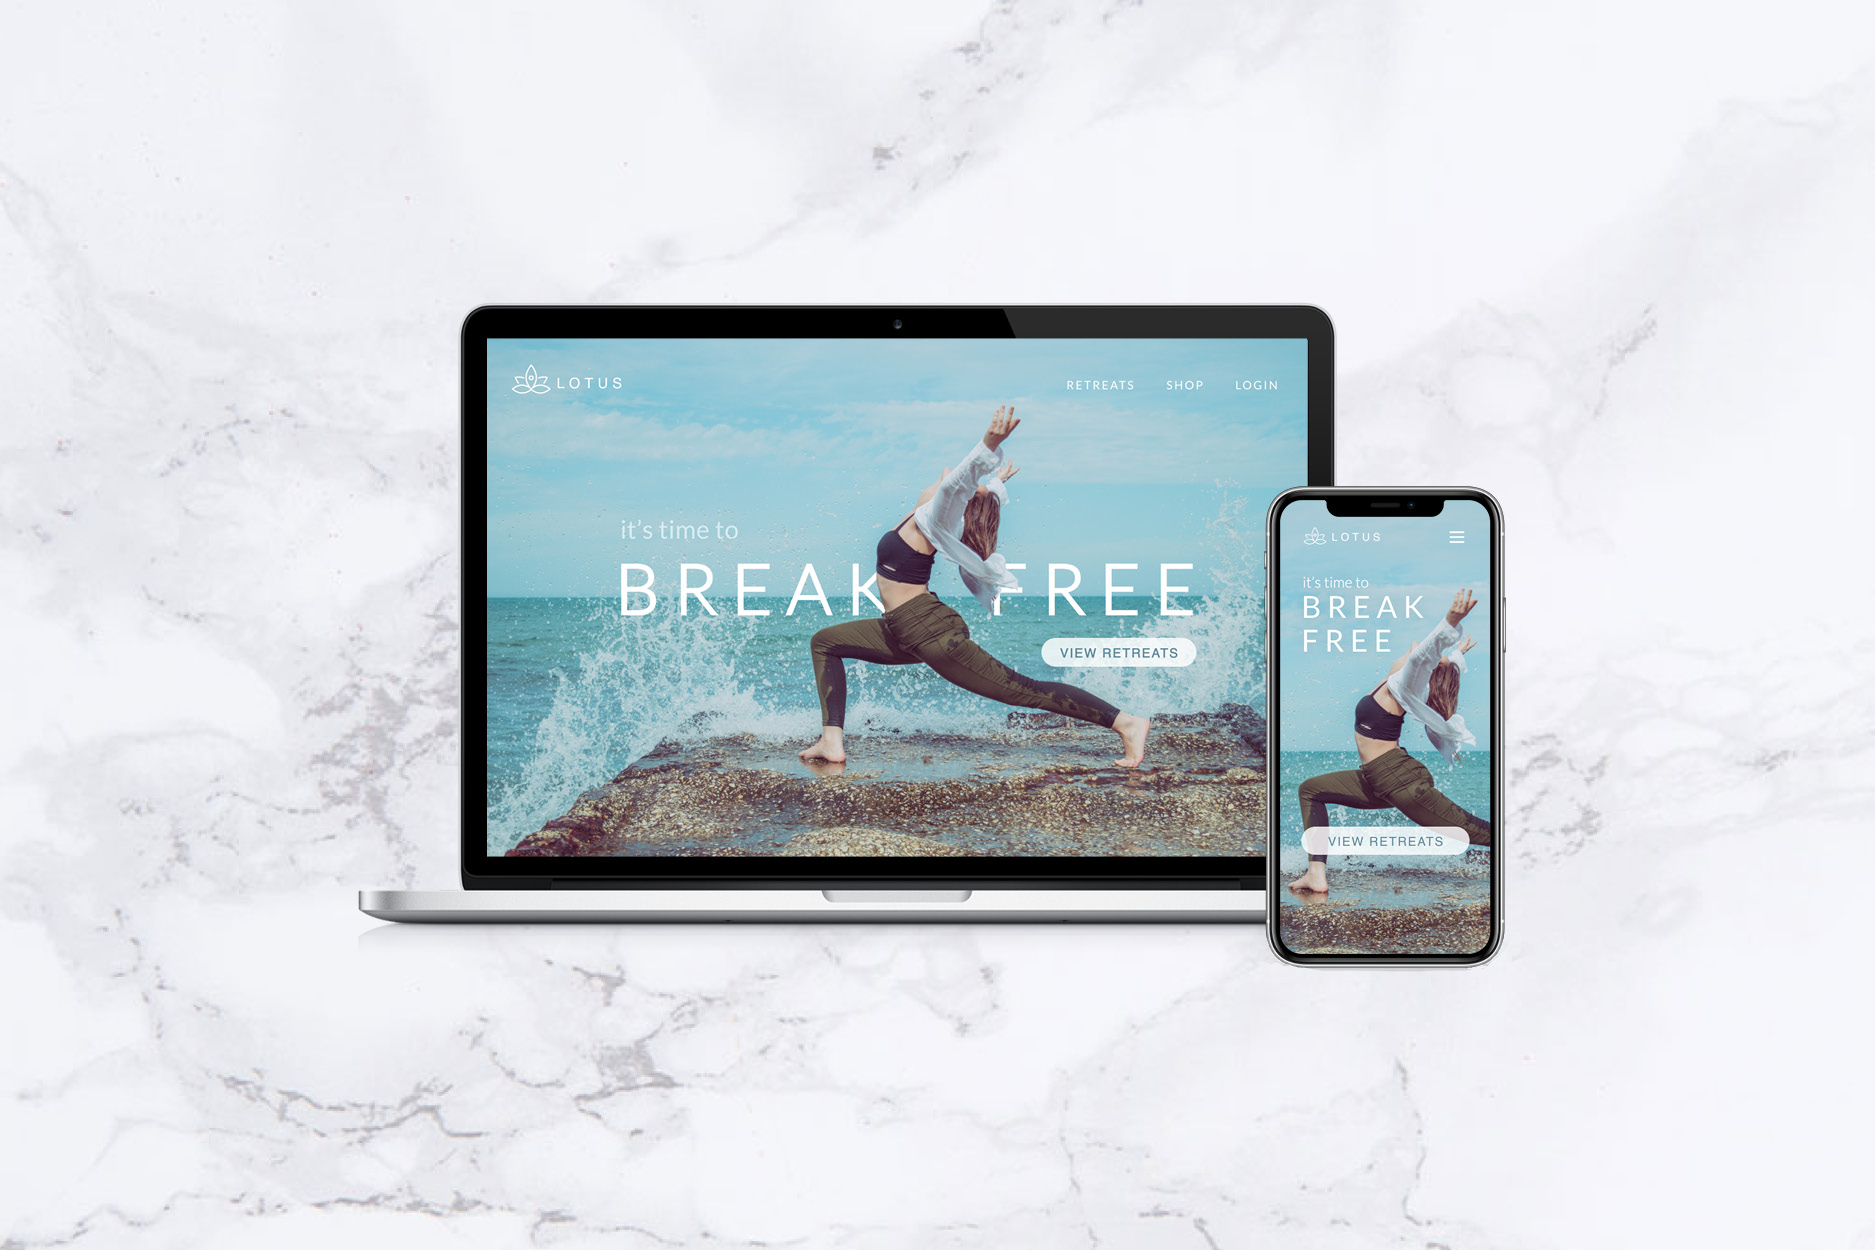 LOTUS
RETREATS SHOP LOGIN
it's time to
BREAK FREE
VIEW RETREATS
LOTUS
it's time to
BREAK
FREE
VIEW RETREATS